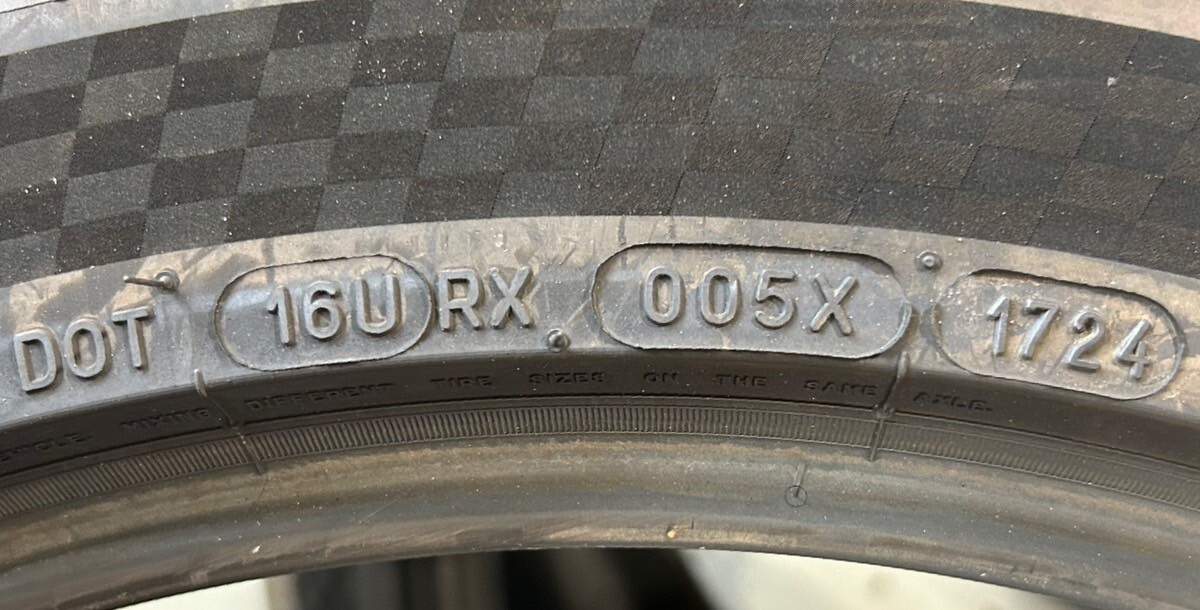 DOT 16U RX 005X 1724
MIXING DIFFERENT TIRE SIZES ON THE SAME AXLE.